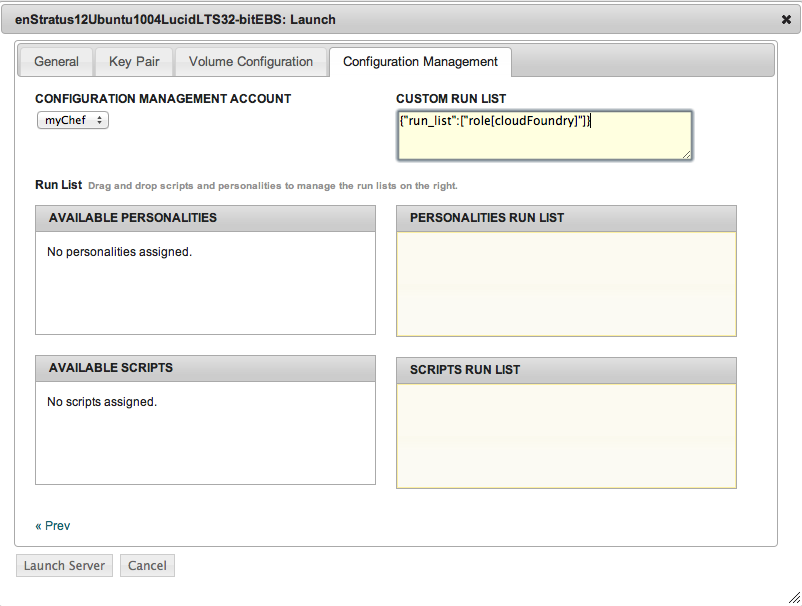 enStratus12Ubuntu1004LucidLTS32-bitEBS: Launch
General Key Pair Volume Configuration Configuration Management
CONFIGURATION MANAGEMENT ACCOUNT
myChef
CUSTOM RUN LIST
{"run_list":["role[cloudFoundry]"]}
Run List Drag and drop scripts and personalities to manage the run lists on the right.
AVAILABLE PERSONALITIES
No personalities assigned.
PERSONALITIES RUN LIST
AVAILABLE SCRIPTS
No scripts assigned.
SCRIPTS RUN LIST
« Prev
Launch Server Cancel